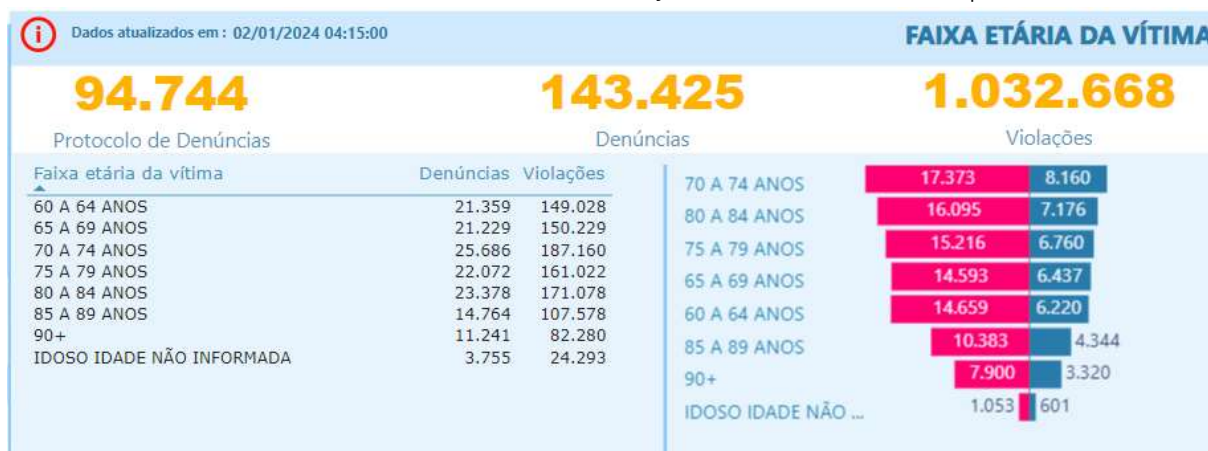 Dados atualizados em : 02/01/2024 04:15:00
FAIXA ETÁRIA DA VÍTIMA
94.744
143.425
1.032.668
Protocolo de Denúncias
Denúncias
Violações
Faixa etária da vítima Denúncias Violações
60 A 64 ANOS 21.359 149.028
65 A 69 ANOS 21.229 150.229
70 A 74 ANOS 25.686 187.160
75 A 79 ANOS 22.072 161.022
80 A 84 ANOS 23.378 171.078
85 A 89 ANOS 14.764 107.578
90+ 11.241 82.280
IDOSO IDADE NÃO INFORMADA 3.755 24.293
70 A 74 ANOS 17.373 8.160
80 A 84 ANOS 16.095 7.176
75 A 79 ANOS 15.216 6.760
65 A 69 ANOS 14.593 6.437
60 A 64 ANOS 14.659 6.220
85 A 89 ANOS 10.383 4.344
90+ 7.900 3.320
IDOSO IDADE NÃO ... 1.053 601